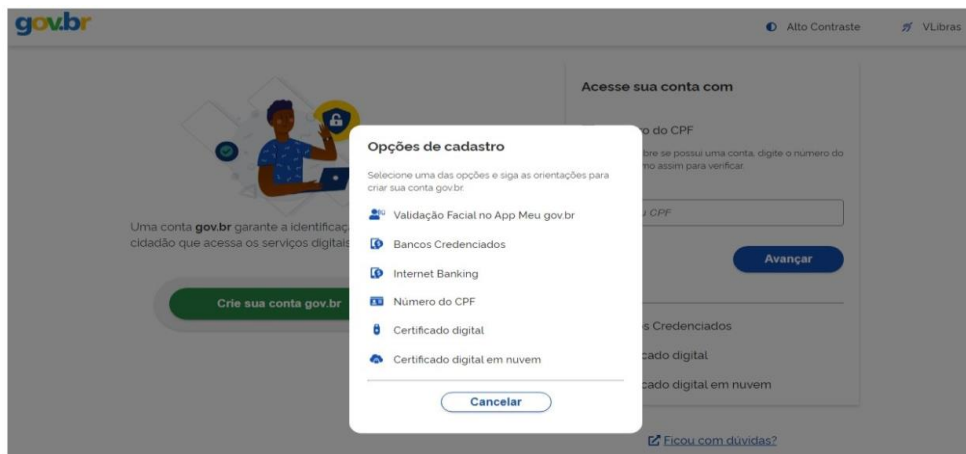 gov.br
Alto Contraste
VLibras
Uma conta gov.br garante a identificaç
cidadão que acessa os serviços digitais
Crie sua conta gov.br
Opções de cadastro
Selecione uma das opções e siga as orientações para
criar sua conta gov.br.
Validação Facial no App Meu gov.br
Bancos Credenciados
Internet Banking
Número do CPF
Certificado digital
Certificado digital em nuvem
Cancelar
Acesse sua conta com
o do CPF
bre se possui uma conta, digite o número do
mo assim para verificar.
CPF
Avançar
s Credenciados
cado digital
cado digital em nuvem
Ficou com dúvidas?